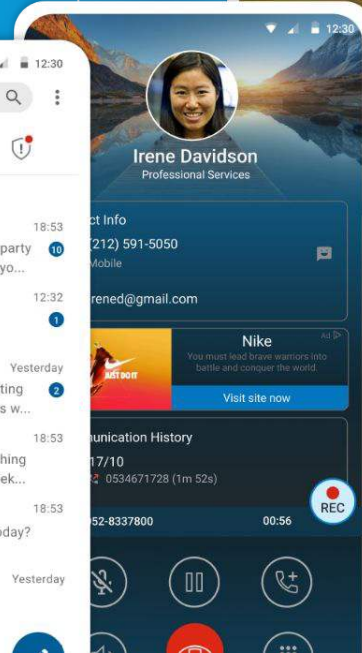 12:30
12:30
Irene Davidson
Professional Services
ct Info
(212) 591-5050
Mobile
rened@gmail.com
Nike
Ad
You must lead brave warriors into
battle and conquer the world.
JUST DO IT
Visit site now
unication History
17/10
0534671728 (1m 52s)
REC
052-8337800
00:56
18:53
party
10
yo...
12:32
1
Yesterday
ting
2
s w...
18:53
hing
ek...
18:53
oday?
Yesterday